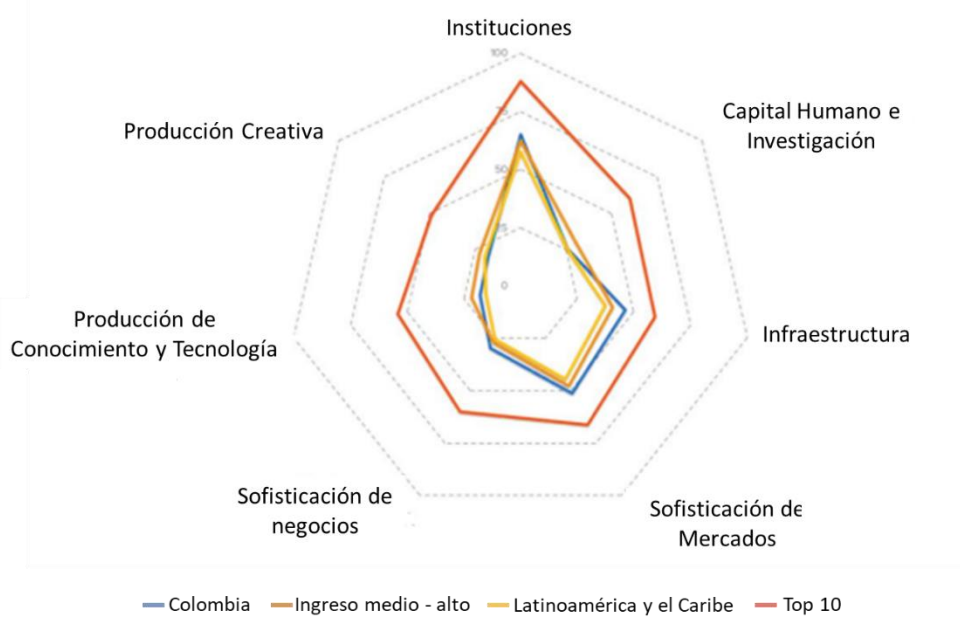 Instituciones
100
Capital Humano e
Investigación
Producción Creativa
75
50
25
0
Producción de
Conocimiento y Tecnología
Infraestructura
Sofisticación de
negocios
Sofisticación de
Mercados
Colombia Ingreso medio - alto Latinoamérica y el Caribe Top 10